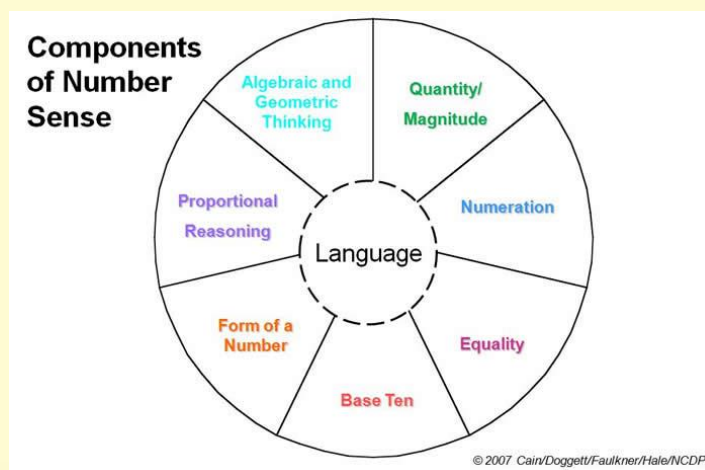 Components
of Number
Sense
Algebraic and
Geometric
Thinking
Quantity/
Magnitude
Proportional
Reasoning
Numeration
Language
Form of a
Number
Equality
Base Ten
© 2007 Cain/Doggett/Faulkner/Hale/NCDP